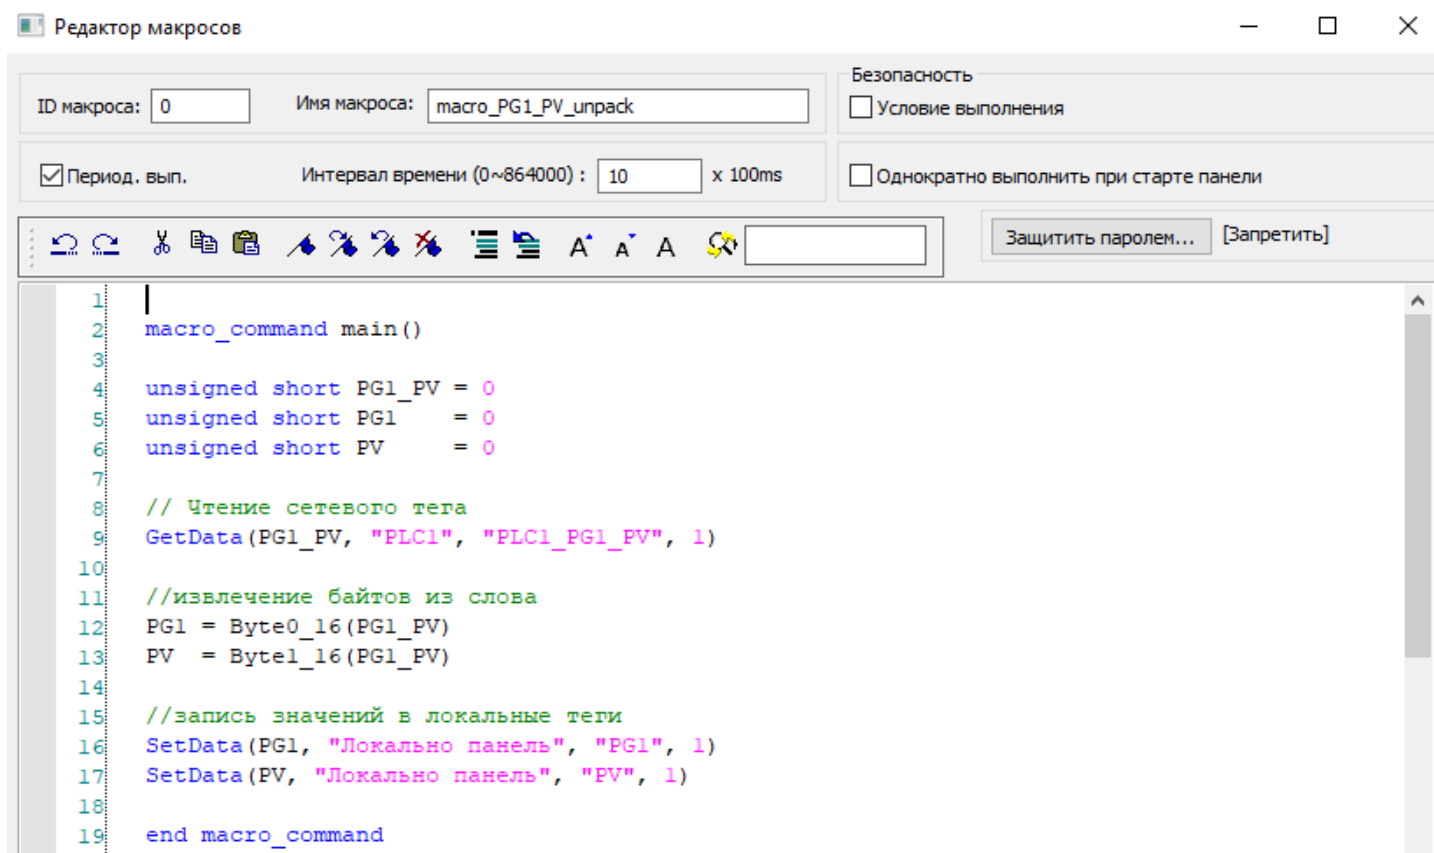 Редактор макросов
ID макроса: 0 Имя макроса: macro_PG1_PV_unpack
Безопасность
Условие выполнения
Период. вып. Интервал времени (0~864000) : 10 x 100ms
Однократно выполнить при старте панели
A A A
Защитить паролем... [Запретить]
1
2 macro_command main()
3
4 unsigned short PG1_PV = 0
5 unsigned short PG1 = 0
6 unsigned short PV = 0
7
8 // Чтение сетевого тега
9 GetData(PG1_PV, "PLC1", "PLC1_PG1_PV", 1)
10
11 //извлечение байтов из слова
12 PG1 = Byte0_16(PG1_PV)
13 PV = Byte1_16(PG1_PV)
14
15 //запись значений в локальные теги
16 SetData(PG1, "Локально панель", "PG1", 1)
17 SetData(PV, "Локально панель", "PV", 1)
18
19 end macro_command